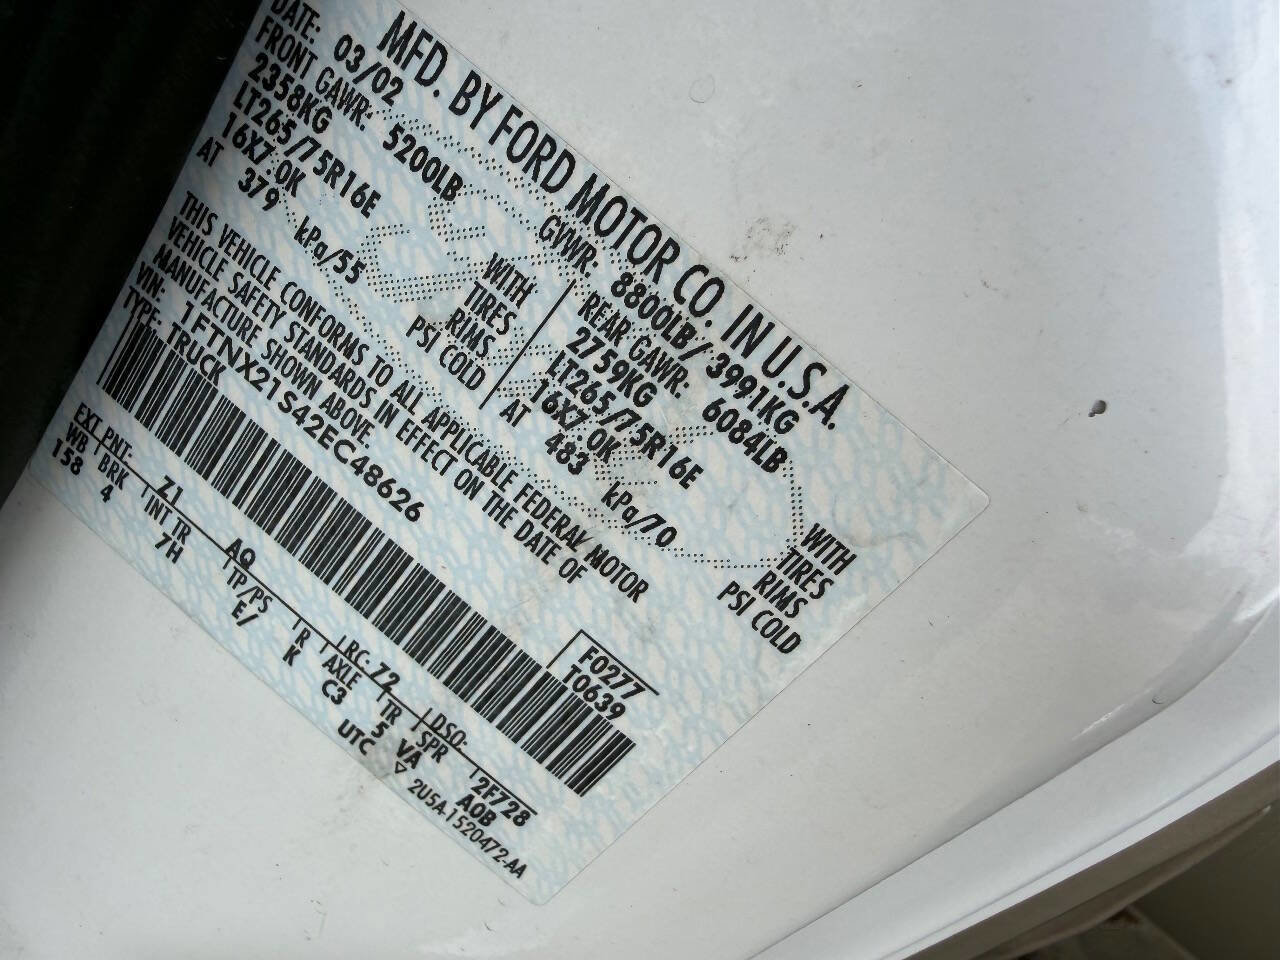 MFD. BY FORD MOTOR CO. IN U.S.A.
DATE: 03/02 GVWR: 8800LB/ 3991KG
FRONT GAWR: 5200LB REAR GAWR: 6084LB
2358KG WITH 2759KG WITH
LT265/75R16E TIRES LT265/75R16E TIRES
16X7.0K RIMS 16X7.0K RIMS
AT 379 kPa/55 PSI COLD AT 483 kPa/70 PSI COLD
THIS VEHICLE CONFORMS TO ALL APPLICABLE FEDERAL MOTOR
VEHICLE SAFETY STANDARDS IN EFFECT ON THE DATE OF
MANUFACTURE SHOWN ABOVE.
VIN: 1FTNX21S42EC48626 F0277
TYPE: TRUCK T0639
EXT PNT: Z1 AQ RC: 72 DSO: 2F728
WB BRK INT TR TP/PS R AXLE TR SPR
158 4 7H E/ K C3 5 VA A0B
UTC ▽ 2U5A-1520472-AA